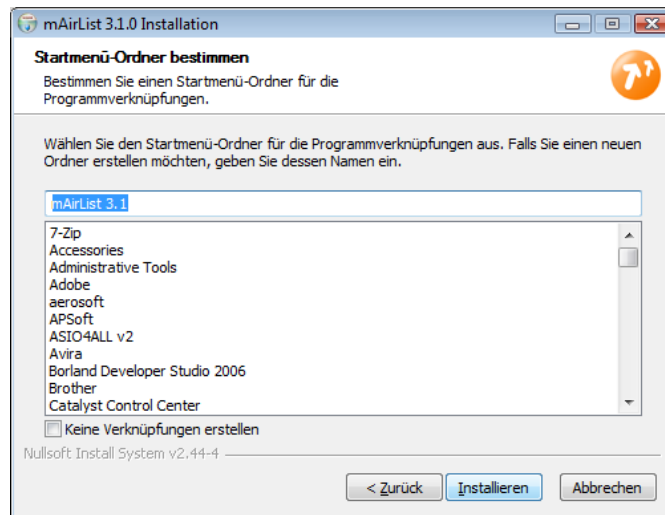 mAirList 3.1.0 Installation
Startmenü-Ordner bestimmen
Bestimmen Sie einen Startmenü-Ordner für die
Programmverknüpfungen.
Wählen Sie den Startmenü-Ordner für die Programmverknüpfungen aus. Falls Sie einen neuen
Ordner erstellen möchten, geben Sie dessen Namen ein.
mAirList 3.1
7-Zip
Accessories
Administrative Tools
Adobe
aerosoft
APSoft
ASIO4ALL v2
Avira
Borland Developer Studio 2006
Brother
Catalyst Control Center
Keine Verknüpfungen erstellen
Nullsoft Install System v2.44-4
< Zurück Installieren Abbrechen